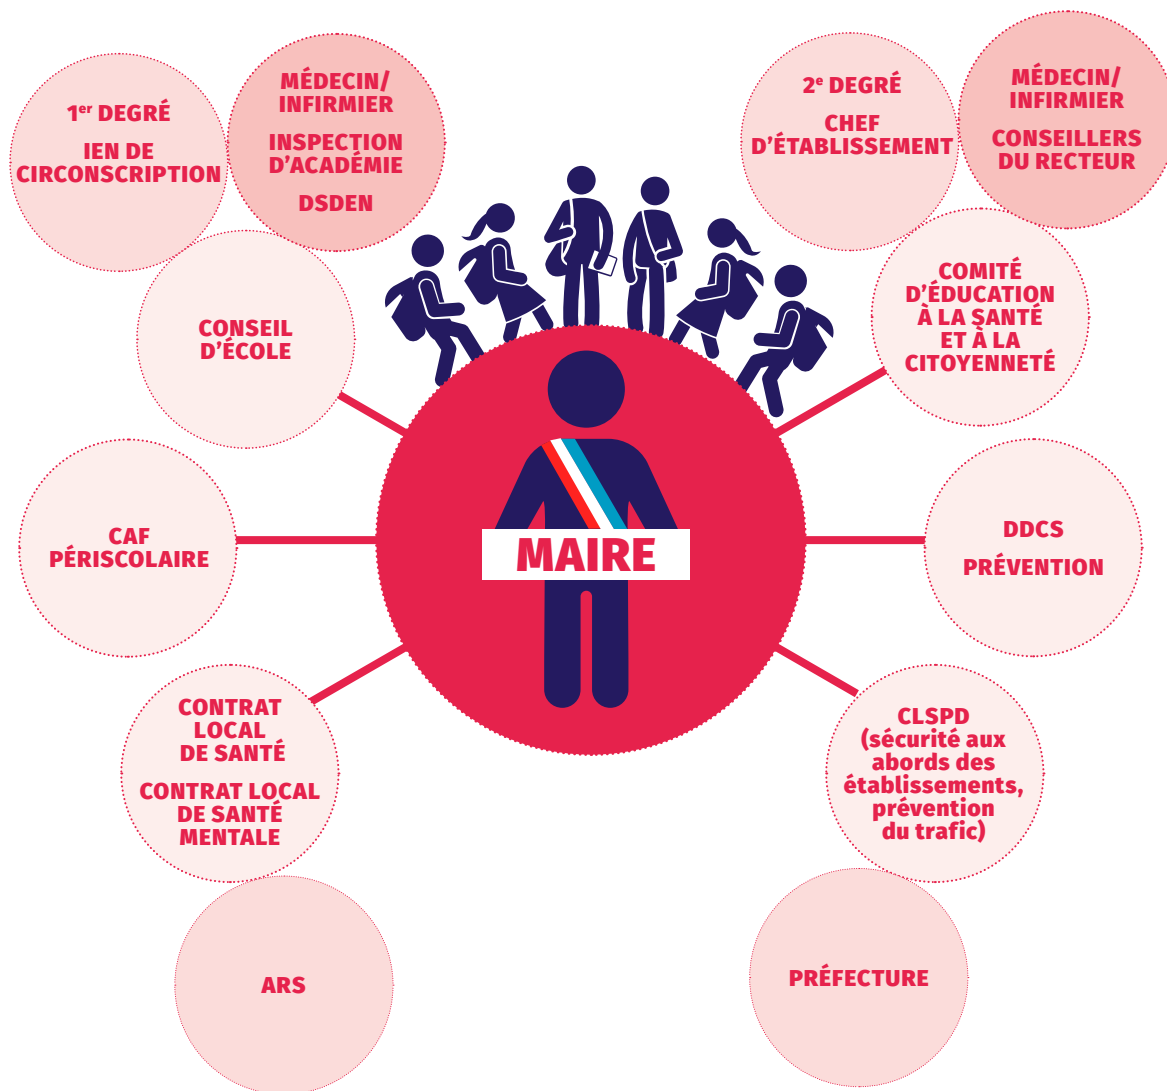 1er DEGRÉ
IEN DE
CIRCONSCRIPTION
MÉDECIN/
INFIRMIER
INSPECTION
D'ACADÉMIE
DSDEN
CONSEIL
D'ÉCOLE
2e DEGRÉ
CHEF
D'ÉTABLISSEMENT
MÉDECIN/
INFIRMIER
CONSEILLERS
DU RECTEUR
COMITÉ
D'ÉDUCATION
À LA SANTÉ
ET À LA
CITOYENNETÉ
CAF
PÉRISCOLAIRE
MAIRE
DDCS
PRÉVENTION
CONTRAT
LOCAL
DE SANTÉ
CONTRAT LOCAL
DE SANTÉ
MENTALE
CLSPD
(sécurité aux
abords des
établissements,
prévention
du trafic)
ARS
PRÉFECTURE